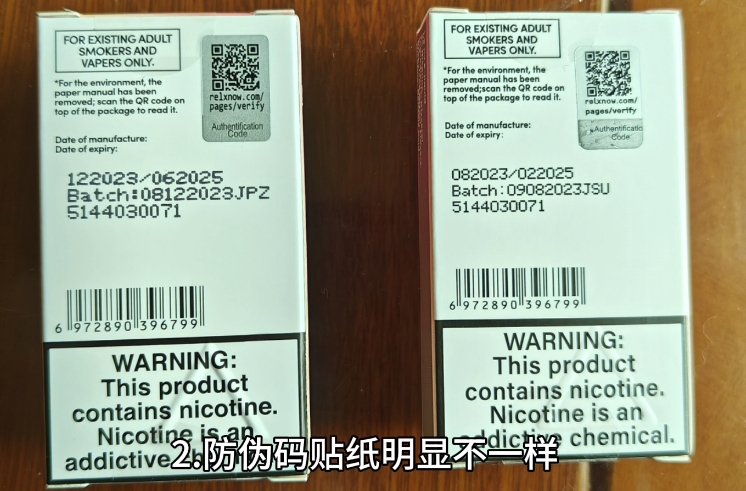 FOR EXISTING ADULT
SMOKERS AND
VAPERS ONLY.
*For the environment, the
paper manual has been
removed; scan the QR code on
top of the package to read it.
relxnow.com/
pages/verify
Authentification
Code
Date of manufacture:
Date of expiry:
122023/062025
Batch:08122023JPZ
5144030071
6 972890 396799
WARNING:
This product
contains nicotine.
Nicotine is an
addictive
FOR EXISTING ADULT
SMOKERS AND
VAPERS ONLY.
*For the environment, the
paper manual has been
removed;scan the QR code on
top of the package to read it.
relxnow.com/
pages/verify
Authentificatio
Code
Date of manufacture:
Date of expiry:
082023/022025
Batch:09082023JSU
5144030071
6 972890 396799
WARNING:
This product
contains nicotine.
Nicotine is an
addictive chemical.
2.防伪码贴纸明显不一样